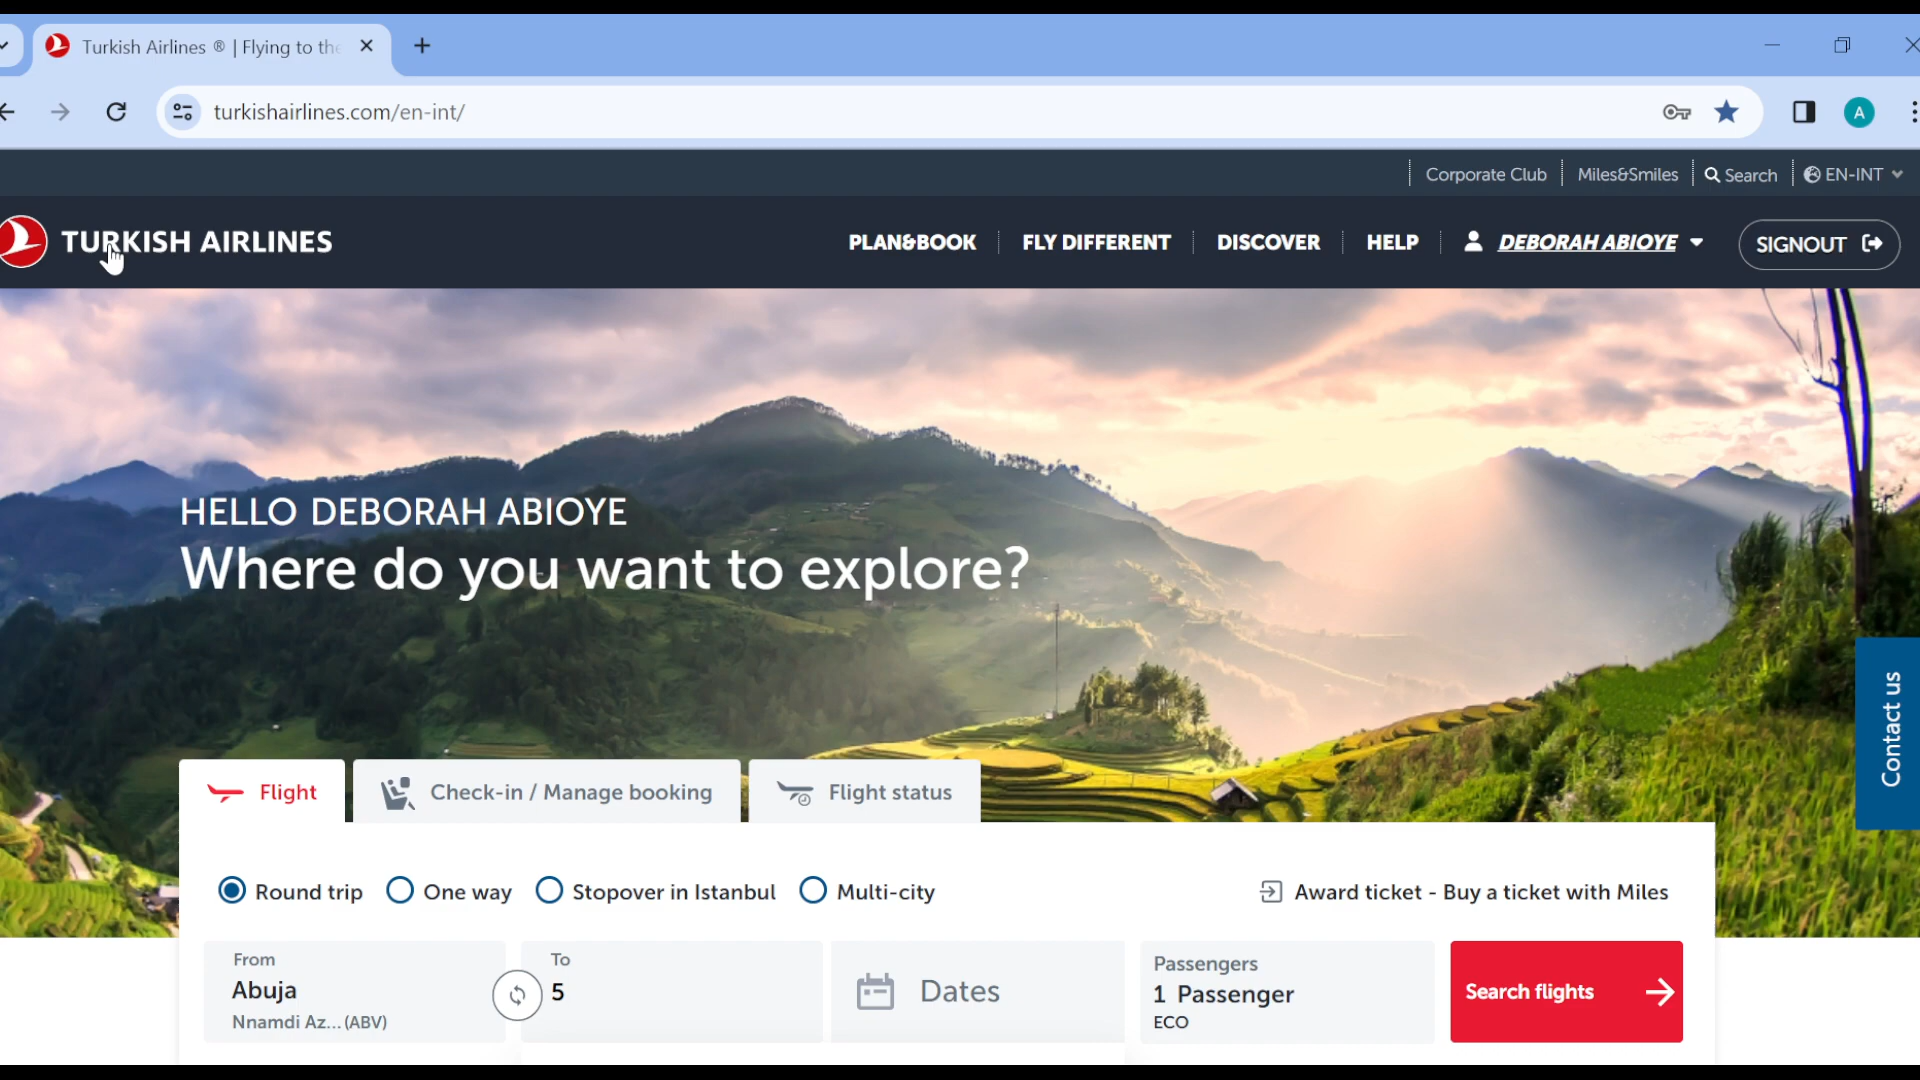 Turkish Airlines ® | Flying to the
turkishairlines.com/en-int/
A
Corporate Club
Miles&Smiles
Search
EN-INT
TURKISH AIRLINES
PLAN&BOOK
FLY DIFFERENT
DISCOVER
HELP
DEBORAH ABIOYE
SIGNOUT
HELLO DEBORAH ABIOYE
Where do you want to explore?
Contact us
Flight
Check-in / Manage booking
Flight status
Round trip
One way
Stopover in Istanbul
Multi-city
Award ticket - Buy a ticket with Miles
From
Abuja
Nnamdi Az... (ABV)
To
5
Dates
Passengers
1 Passenger
ECO
Search flights